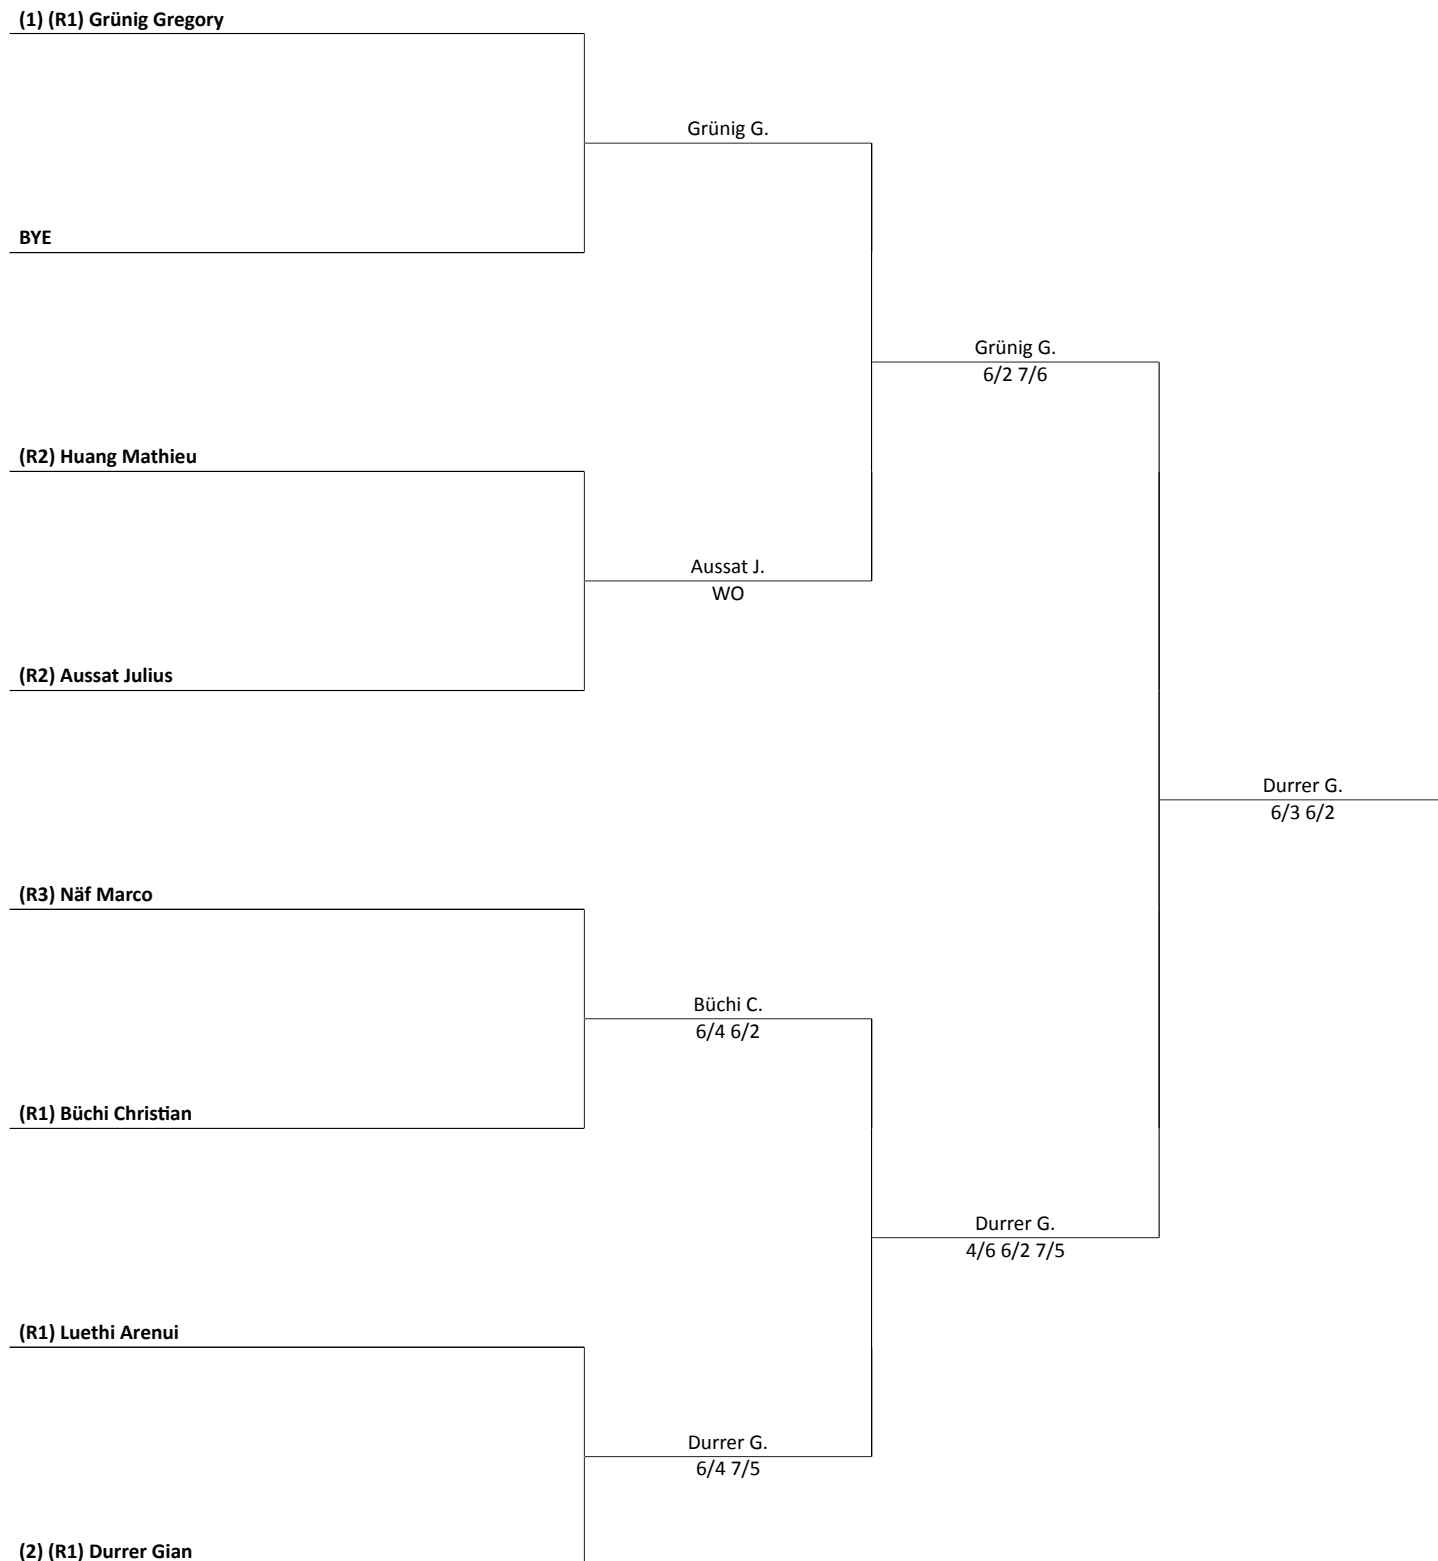 (1) (R1) Grünig Gregory
Grünig G.
BYE
Grünig G.
6/2 7/6
(R2) Huang Mathieu
Aussat J.
WO
(R2) Aussat Julius
Durrer G.
6/3 6/2
(R3) Näf Marco
Büchi C.
6/4 6/2
(R1) Büchi Christian
Durrer G.
4/6 6/2 7/5
(R1) Luethi Arenui
Durrer G.
6/4 7/5
(2) (R1) Durrer Gian